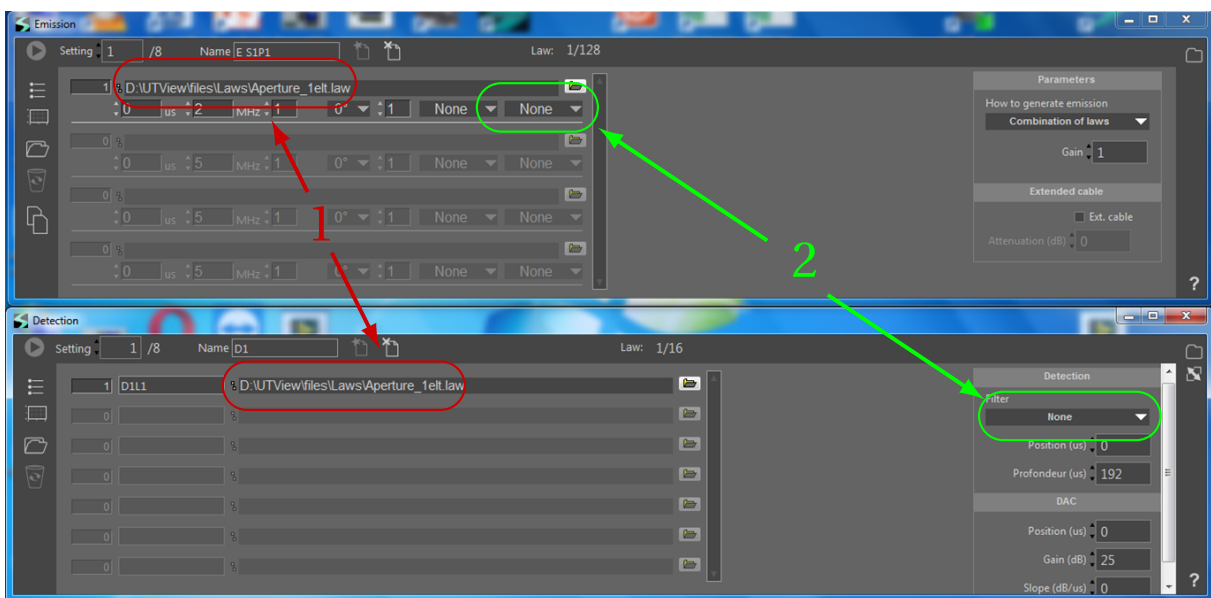 Emission
Setting 1 /8 Name E S1P1 Law: 1/128
1 D:\UTView\files\Laws\Aperture_1elt.law
0 us 2 MHz 1 0° 1 None None
0
0 us 5 MHz 1 0° 1 None None
0
0 us 5 MHz 1 0° 1 None None
0
0 us 5 MHz 1 0° 1 None None
Parameters
How to generate emission
Combination of laws
Gain 1
Extended cable
Ext. cable
Attenuation (dB) 0
?
1
2
Detection
Setting 1 /8 Name D1 Law: 1/16
1 D1L1 D:\UTView\files\Laws\Aperture_1elt.law
0
0
0
0
0
0
Detection
Filter
None
Position (us) 0
Profondeur (us) 192
DAC
Position (us) 0
Gain (dB) 25
Slope (dB/us) 0
?